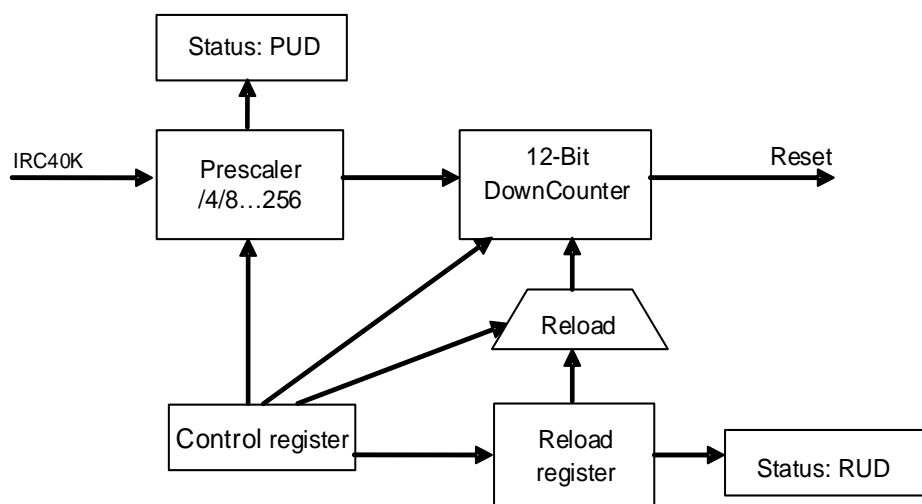 Status: PUD
IRC40K
Prescaler
/4/8...256
12-Bit
DownCounter
Reset
Reload
Control register
Reload
register
Status: RUD